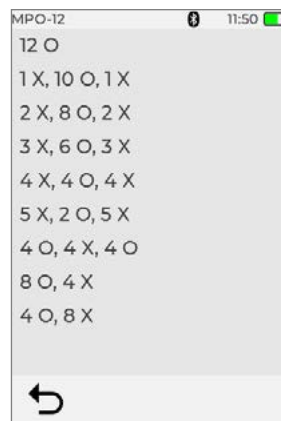 MPO-12 11:50
12 O
1 X, 10 O, 1 X
2 X, 8 O, 2 X
3 X, 6 O, 3 X
4 X, 4 O, 4 X
5 X, 2 O, 5 X
4 O, 4 X, 4 O
8 O, 4 X
4 O, 8 X